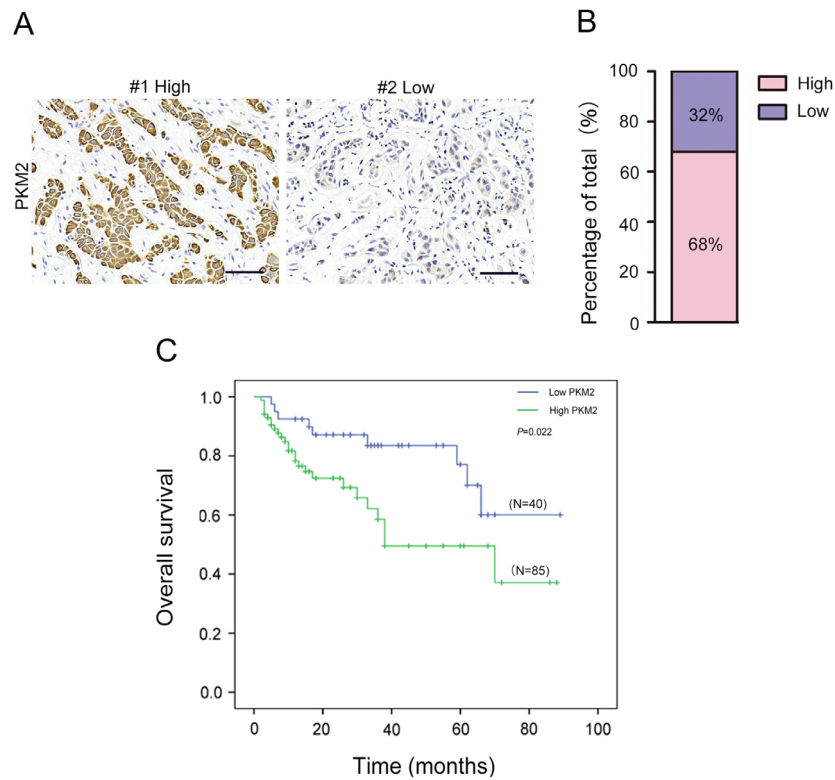 A
#1 High
#2 Low
PKM2
B
Percentage of total (%)
100
80
60
40
20
0
32%
68%
High
Low
C
Overall survival
1.0
0.8
0.6
0.4
0.2
0.0
Low PKM2
High PKM2
P=0.022
(N=40)
(N=85)
0
20
40
60
80
100
Time (months)